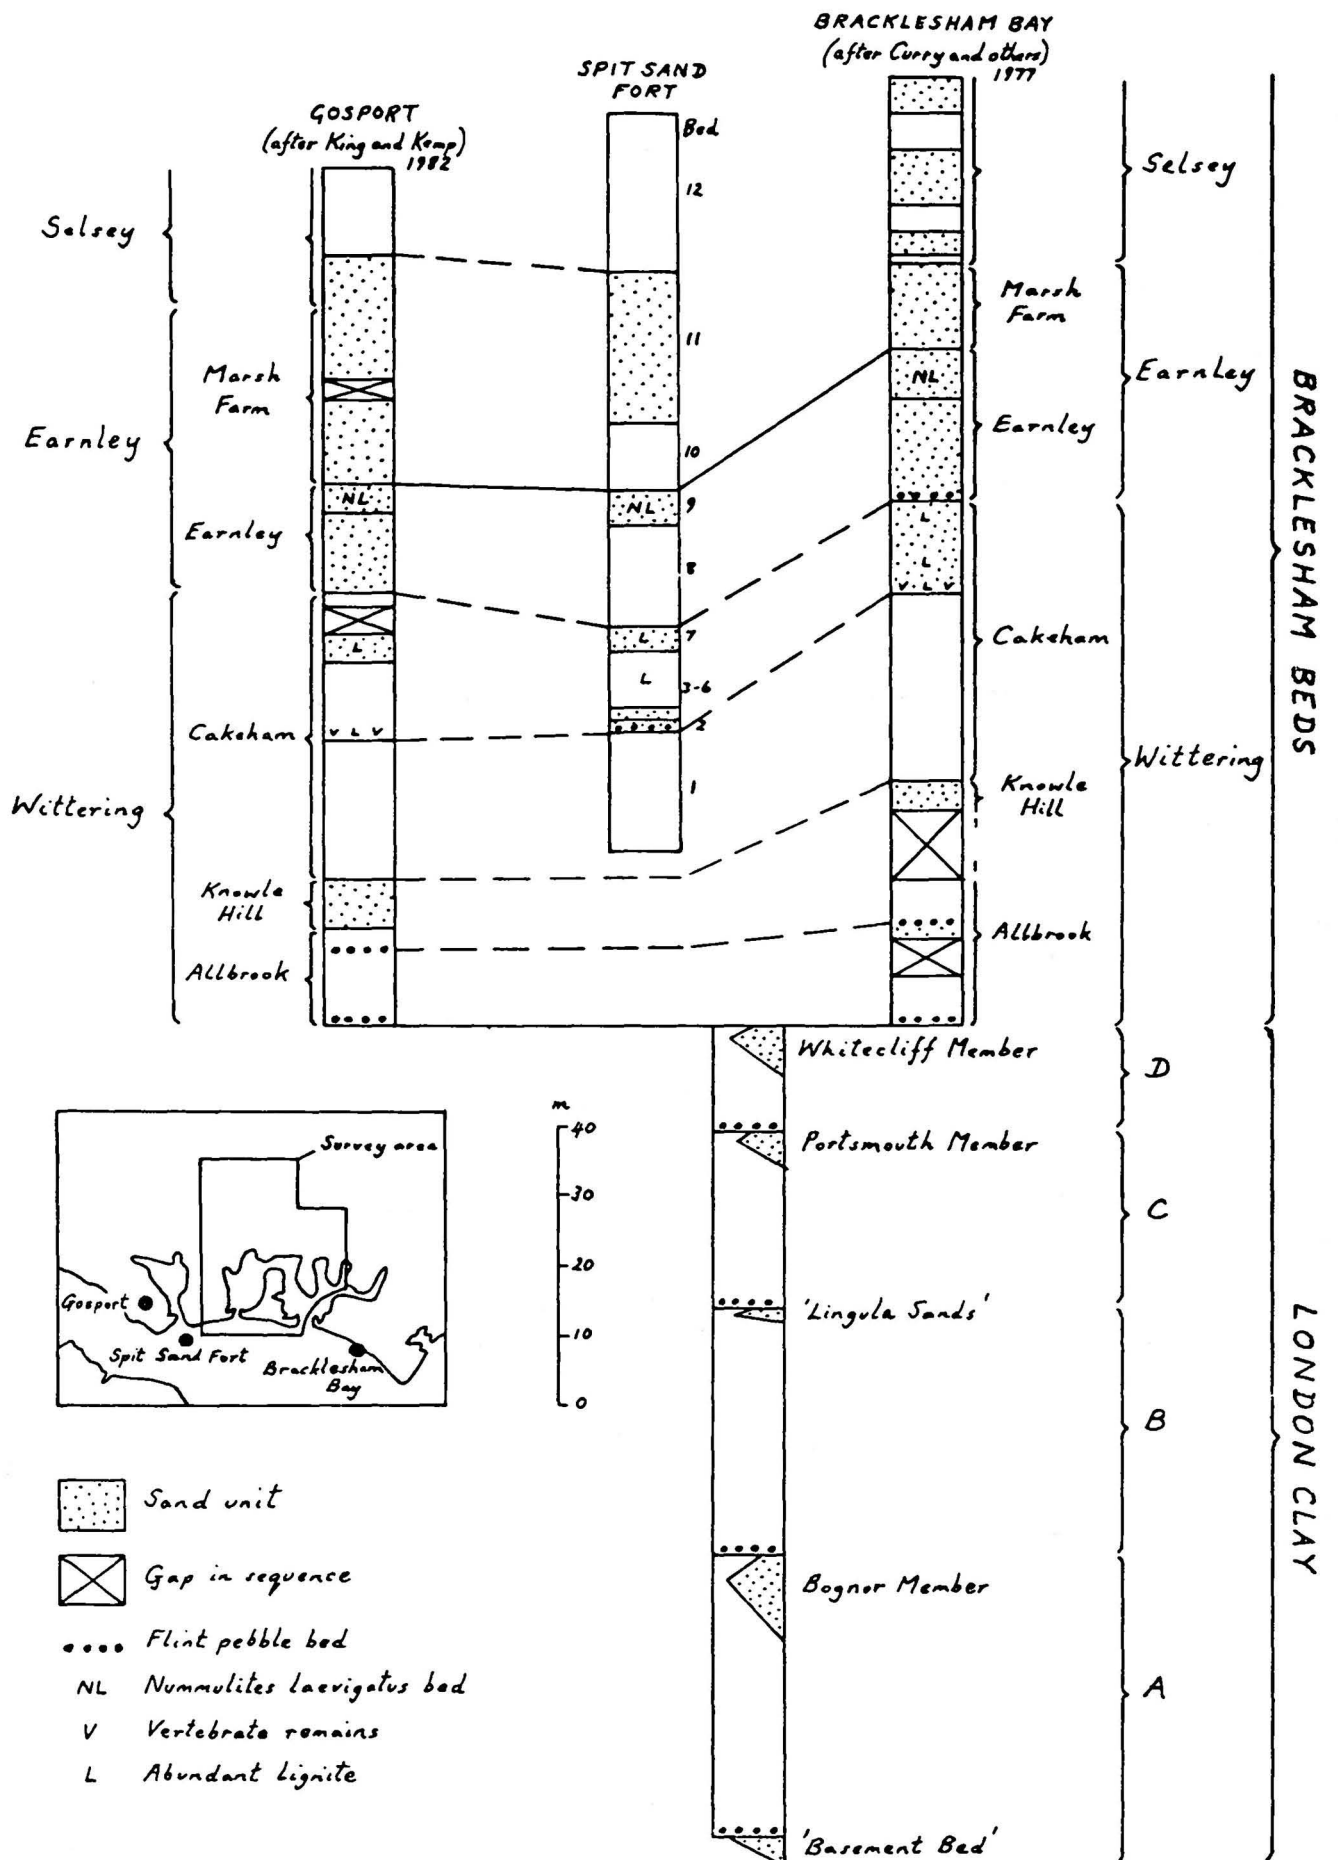 BRACKLESHAM BAY
(after Curry and others)
1977
SPIT SAND
FORT
GOSPORT
(after King and Kemp)
1982
Bed
12
11
10
NL
9
8
L
7
L
3-6
2
1
Selsey
Earnley
Wittering
Marsh
Farm
Earnley
Cakeham
Knowle
Hill
Allbrook
NL
L
V L V
NL
L
L
V L V
Marsh
Farm
Earnley
Cakeham
Knowle
Hill
Allbrook
Selsey
Earnley
Wittering
BRACKLESHAM BEDS
Whitecliff Member
D
Portsmouth Member
C
'Lingula Sands'
B
Bognor Member
A
'Basement Bed'
LONDON CLAY
Survey area
Gosport
Spit Sand Fort
Bracklesham
Bay
m
40
30
20
10
0
Sand unit
Gap in sequence
Flint pebble bed
NL Nummulites laevigatus bed
V Vertebrate remains
L Abundant lignite